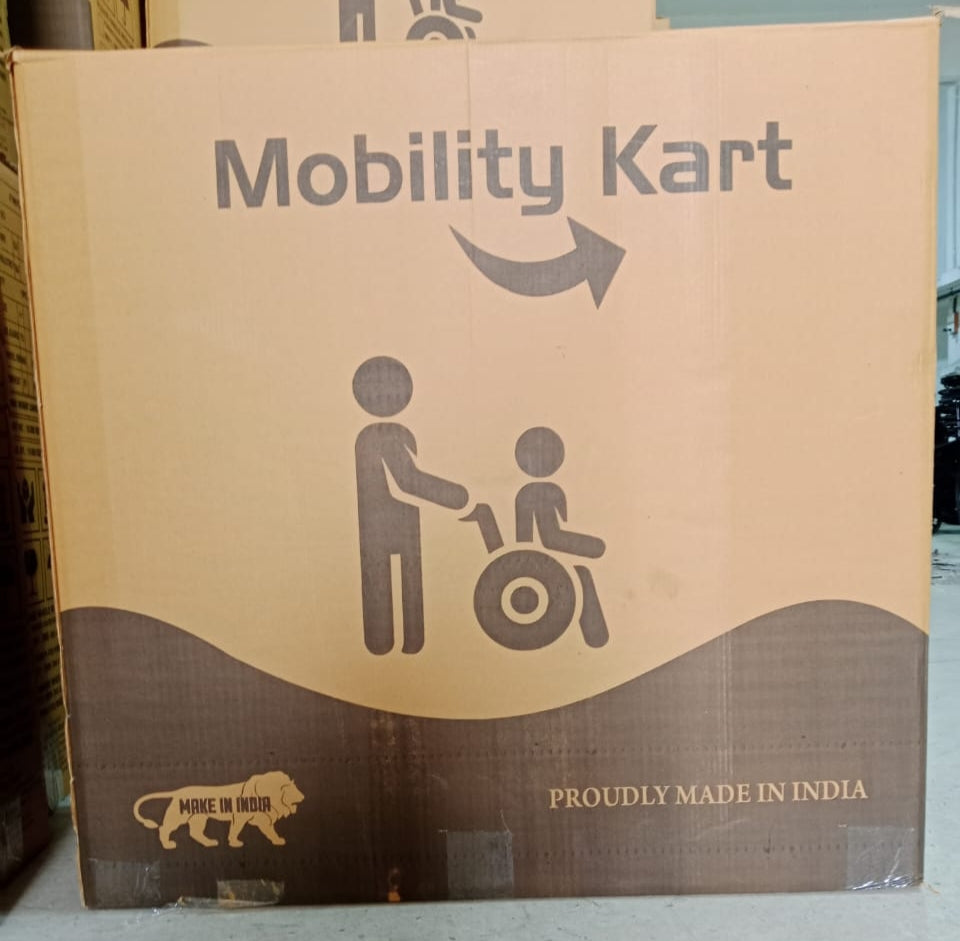 Mobility Kart
MAKE IN INDIA
PROUDLY MADE IN INDIA